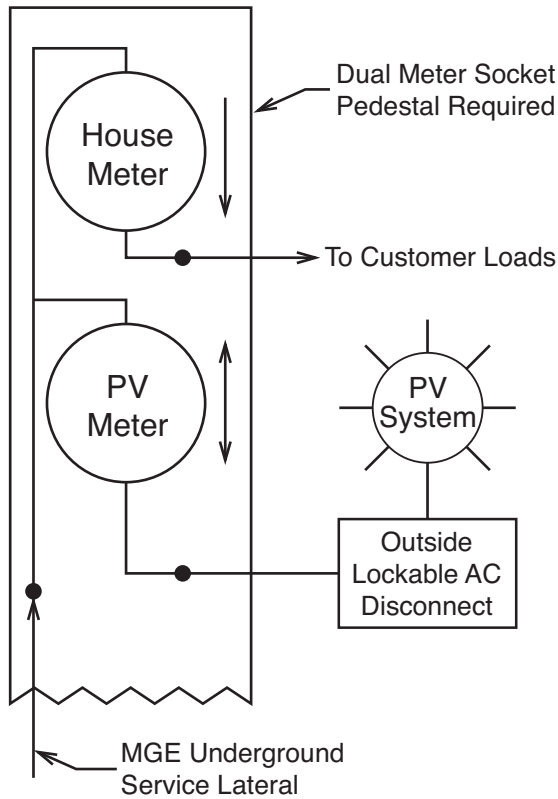 Dual Meter Socket
Pedestal Required
House
Meter
To Customer Loads
PV
Meter
PV
System
Outside
Lockable AC
Disconnect
MGE Underground
Service Lateral